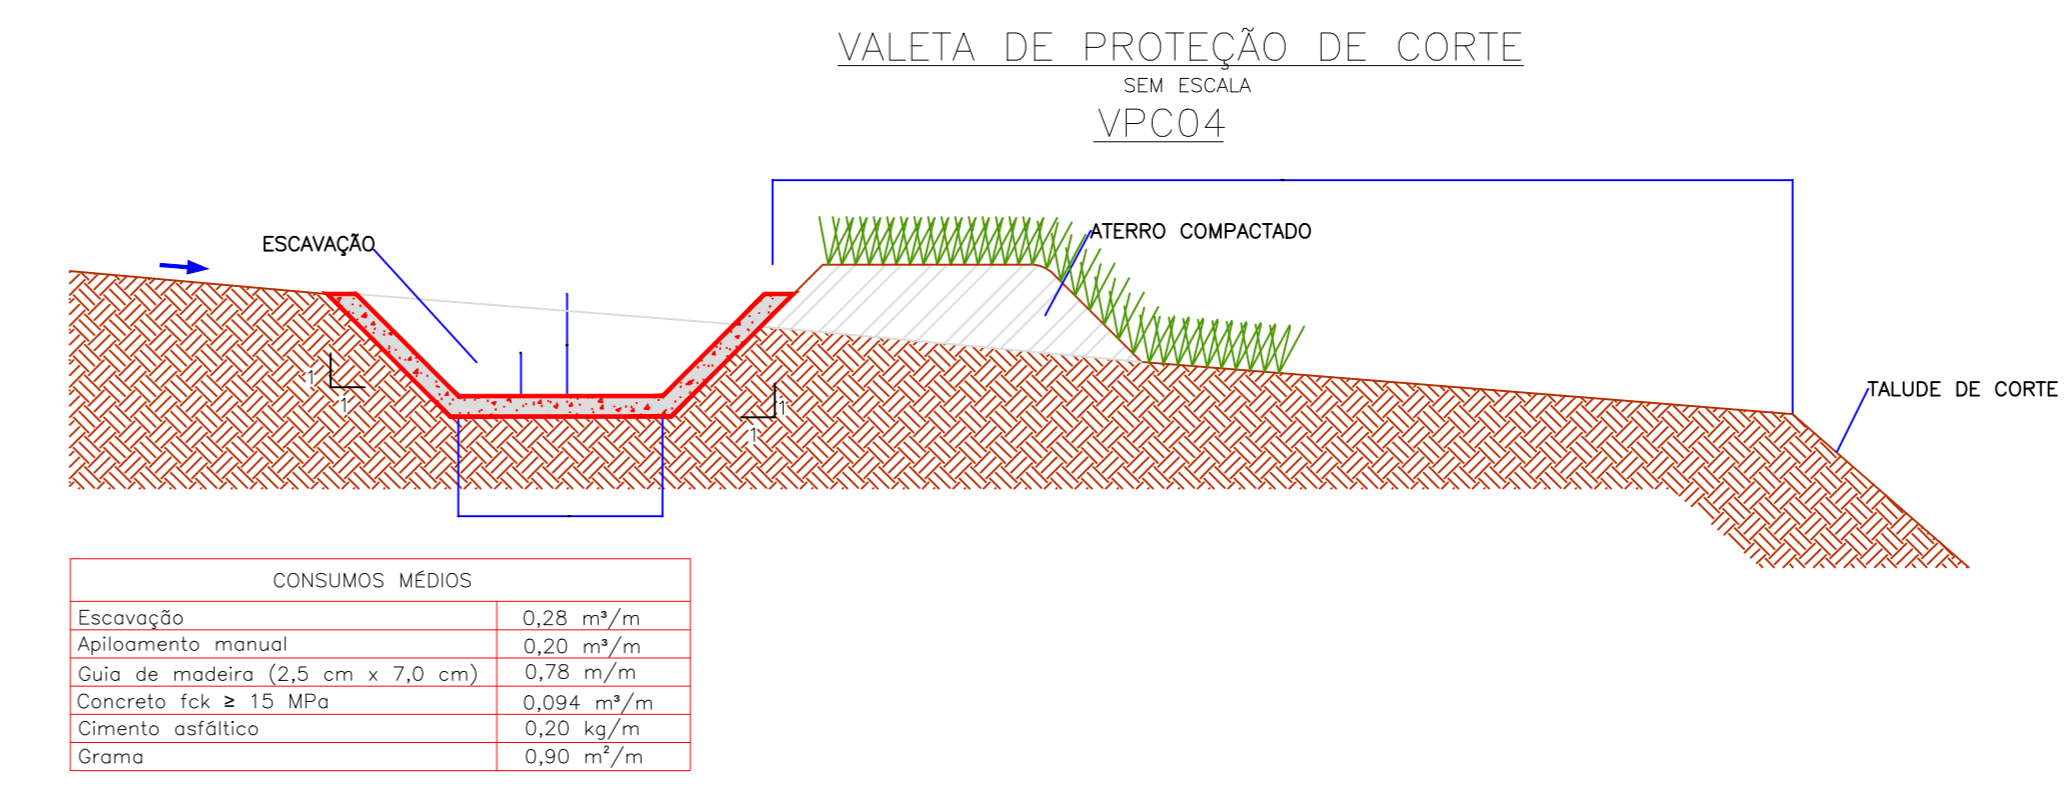 VALETA DE PROTEÇÃO DE CORTE
SEM ESCALA
VPC04
ESCAVAÇÃO
ATERRO COMPACTADO
TALUDE DE CORTE
1
1
1
1
CONSUMOS MÉDIOS
Escavação 0,28 m³/m
Apiloamento manual 0,20 m³/m
Guia de madeira (2,5 cm x 7,0 cm) 0,78 m/m
Concreto fck ≥ 15 MPa 0,094 m³/m
Cimento asfáltico 0,20 kg/m
Grama 0,90 m²/m